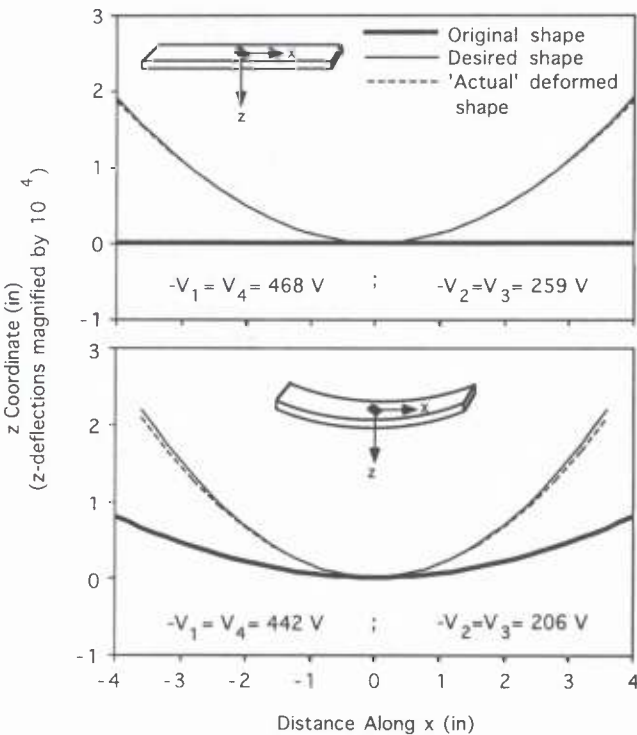 3
Original shape
Desired shape
'Actual' deformed
shape
x
z
2
1
0
-V1 = V4= 468 V ; -V2=V3= 259 V
-1
z Coordinate (in)
(z-deflections magnified by 10 4)
3
x
z
2
1
0
-V1 = V4= 442 V ; -V2=V3= 206 V
-1
-4 -3 -2 -1 0 1 2 3 4
Distance Along x (in)